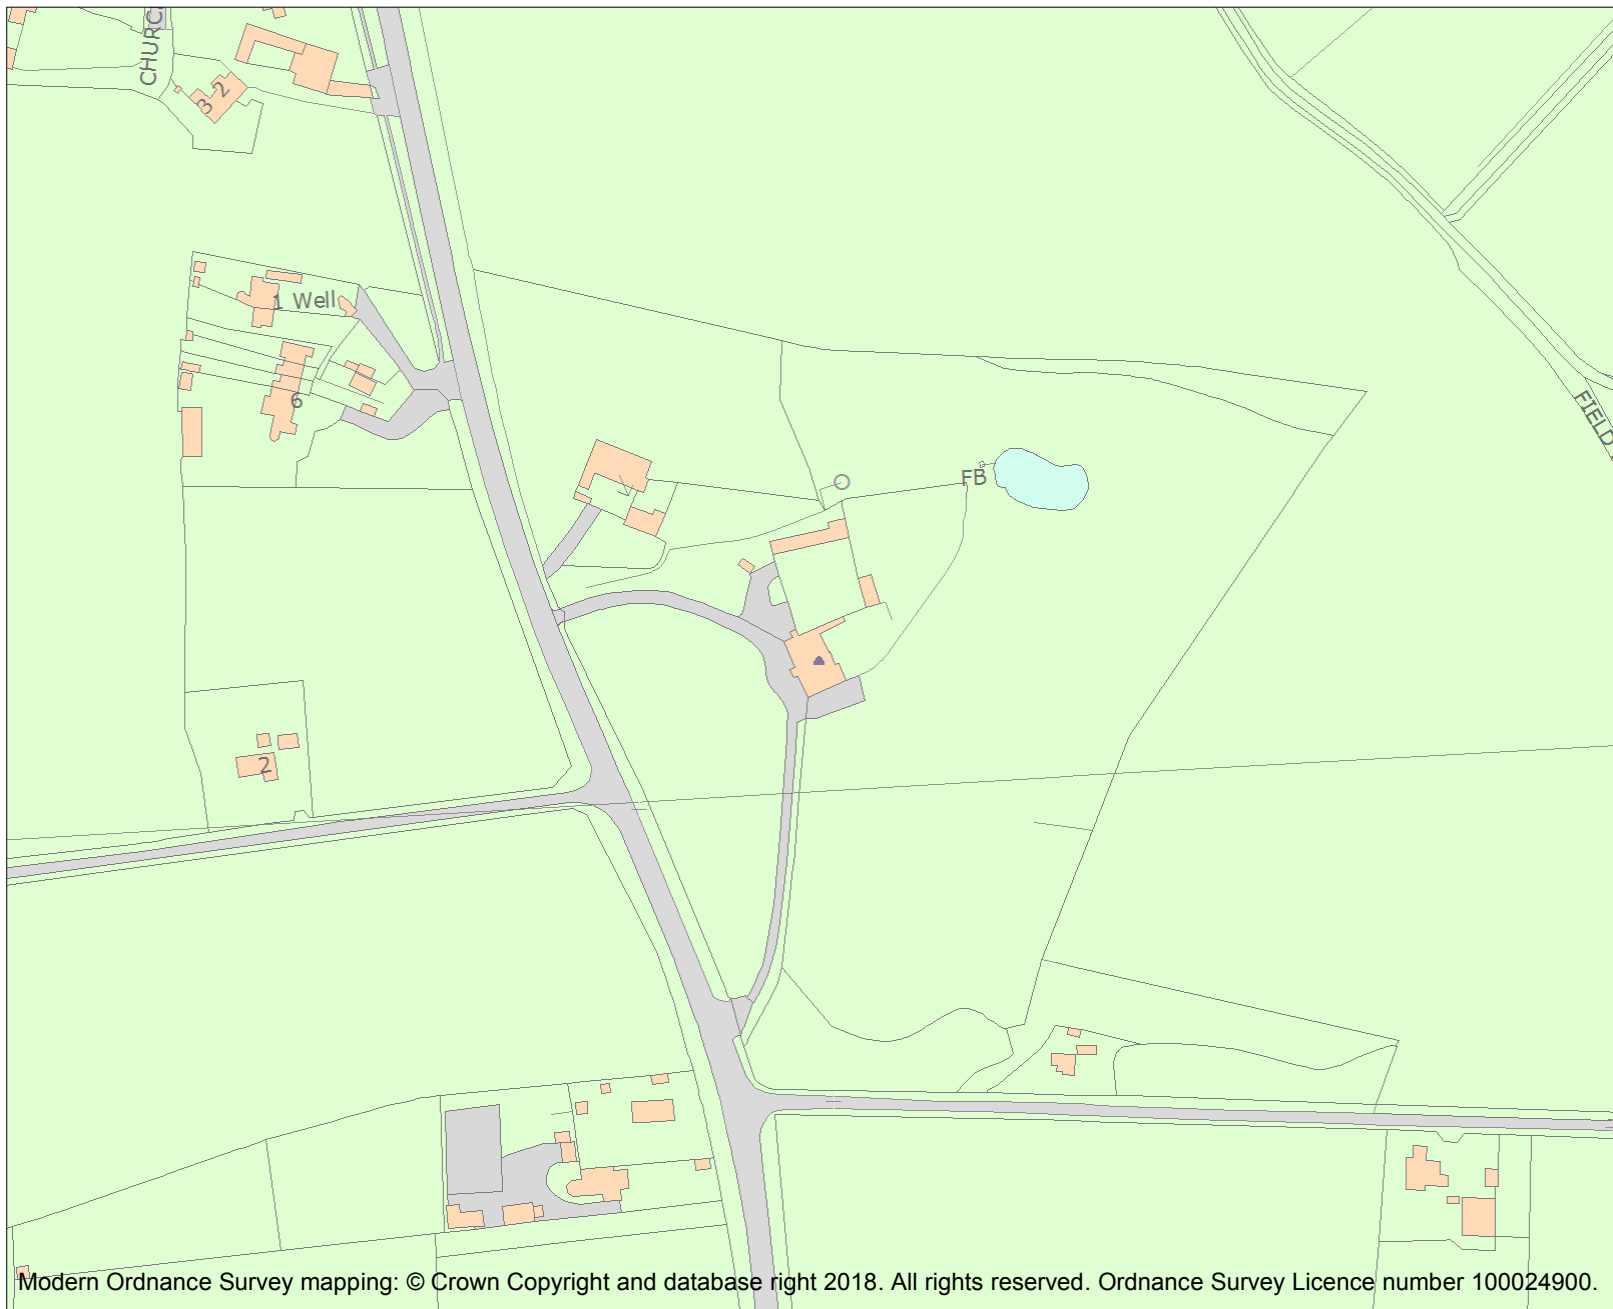 CHURC
3 2
1 Well
6
FB
FIELD
2
Modern Ordnance Survey mapping: © Crown Copyright and database right 2018. All rights reserved. Ordnance Survey Licence number 100024900.